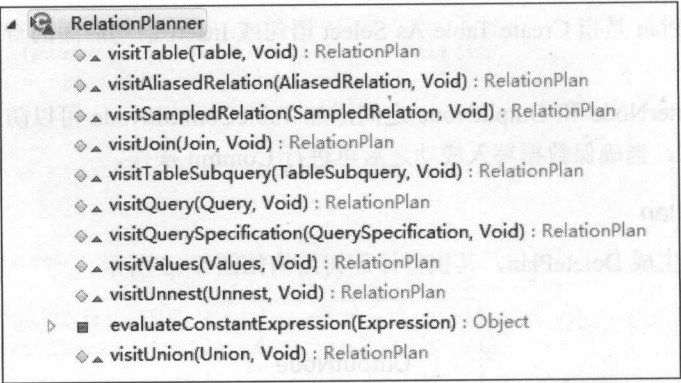 RelationPlanner
visitTable(Table, Void) : RelationPlan
visitAliasedRelation(AliasedRelation, Void) : RelationPlan
visitSampledRelation(SampledRelation, Void) : RelationPlan
visitJoin(Join, Void) : RelationPlan
visitTableSubquery(TableSubquery, Void) : RelationPlan
visitQuery(Query, Void) : RelationPlan
visitQuerySpecification(QuerySpecification, Void) : RelationPlan
visitValues(Values, Void) : RelationPlan
visitUnnest(Unnest, Void) : RelationPlan
evaluateConstantExpression(Expression) : Object
visitUnion(Union, Void) : RelationPlan